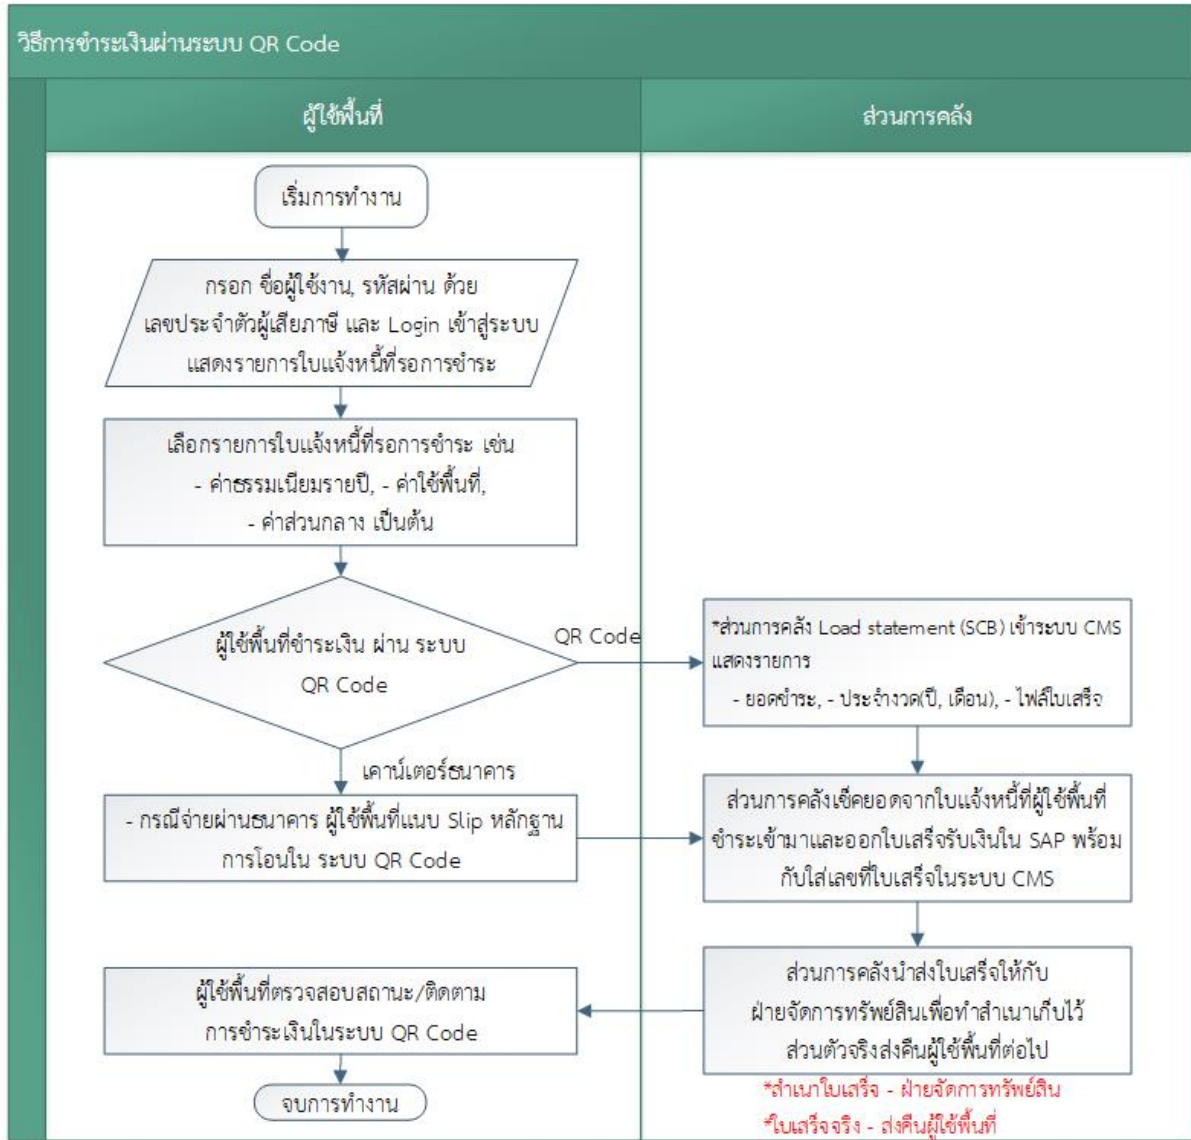 วิธีการชำระเงินผ่านระบบ QR Code
ผู้ใช้พื้นที่
ส่วนการคลัง
เริ่มการทำงาน
กรอก ชื่อผู้ใช้งาน, รหัสผ่าน ด้วย
เลขประจำตัวผู้เสียภาษี และ Login เข้าสู่ระบบ
แสดงรายการใบแจ้งหนี้ที่รอการชำระ
เลือกรายการใบแจ้งหนี้ที่รอการชำระ เช่น
- ค่าธรรมเนียมรายปี, - ค่าใช้พื้นที่,
- ค่าส่วนกลาง เป็นต้น
ผู้ใช้พื้นที่ชำระเงิน ผ่าน ระบบ
QR Code
QR Code
*ส่วนการคลัง Load statement (SCB) เข้าระบบ CMS
แสดงรายการ
- ยอดชำระ, - ประจำงวด(ปี, เดือน), - ไฟล์ใบเสร็จ
เคาน์เตอร์ธนาคาร
- กรณีจ่ายผ่านธนาคาร ผู้ใช้พื้นที่แนบ Slip หลักฐาน
การโอนใน ระบบ QR Code
ส่วนการคลังเช็คยอดจากใบแจ้งหนี้ที่ผู้ใช้พื้นที่
ชำระเข้ามาและออกใบเสร็จรับเงินใน SAP พร้อม
กับใส่เลขที่ใบเสร็จในระบบ CMS
ส่วนการคลังนำส่งใบเสร็จให้กับ
ฝ่ายจัดการทรัพย์สินเพื่อทำสำเนาเก็บไว้
ส่วนตัวจริงส่งคืนผู้ใช้พื้นที่ต่อไป
*สำเนาใบเสร็จ - ฝ่ายจัดการทรัพย์สิน
*ใบเสร็จจริง - ส่งคืนผู้ใช้พื้นที่
ผู้ใช้พื้นที่ตรวจสอบสถานะ/ติดตาม
การชำระเงินในระบบ QR Code
จบการทำงาน